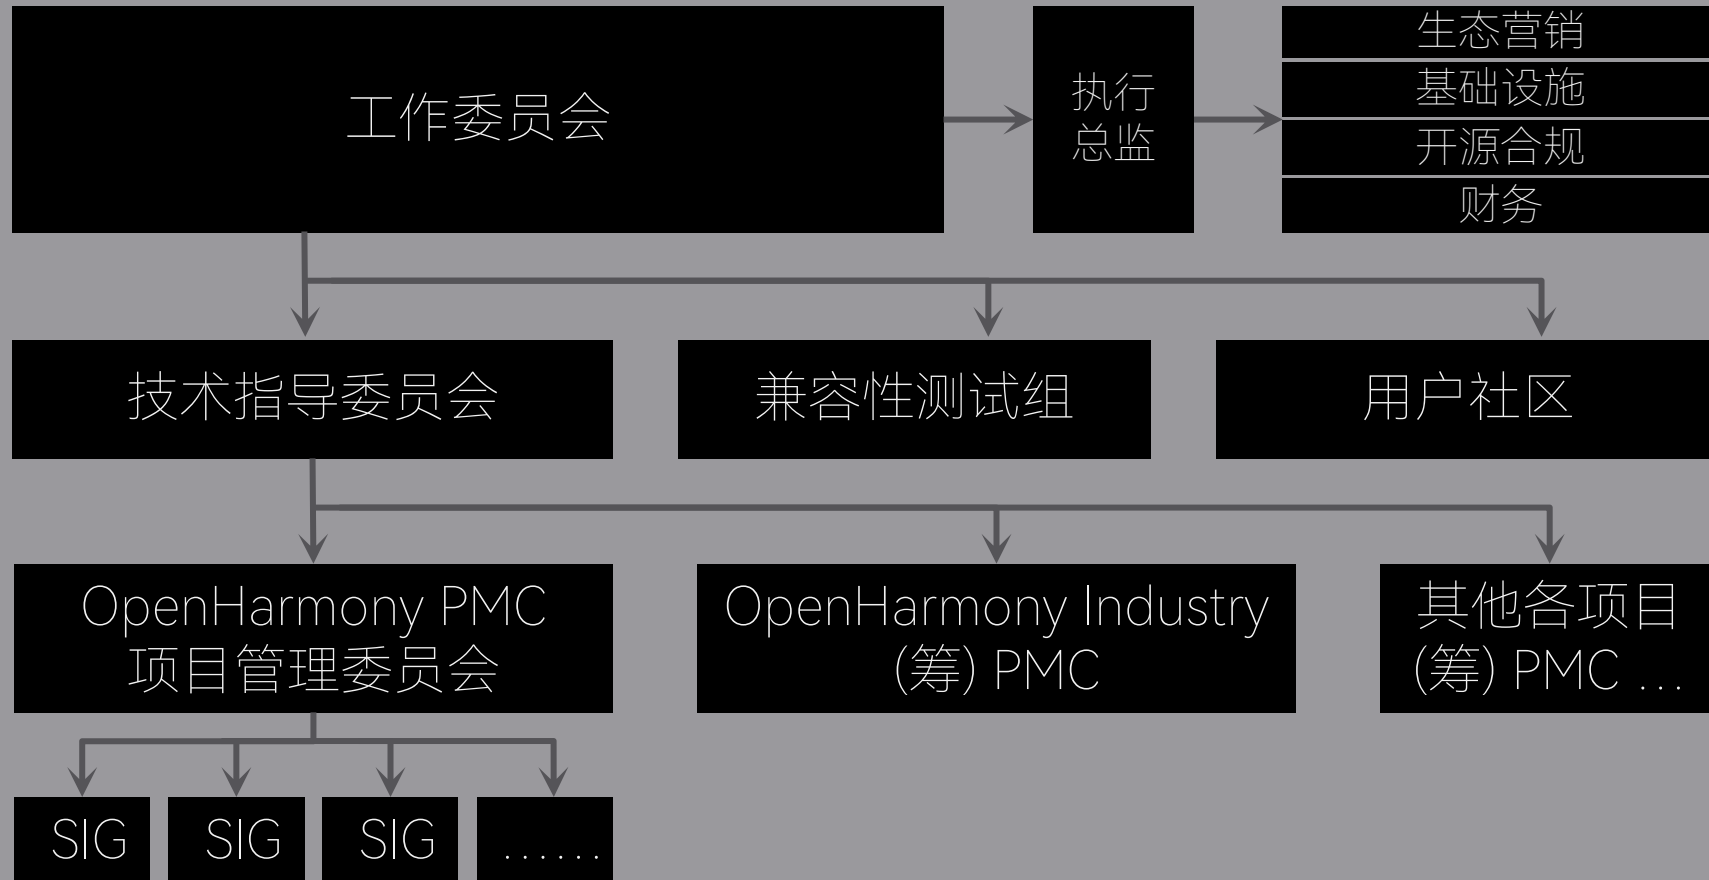 工作委员会
执行
总监
生态营销
基础设施
开源合规
财务
技术指导委员会
兼容性测试组
用户社区
OpenHarmony PMC
项目管理委员会
OpenHarmony Industry
(筹) PMC
其他各项目
(筹) PMC ...
SIG
SIG
SIG
......